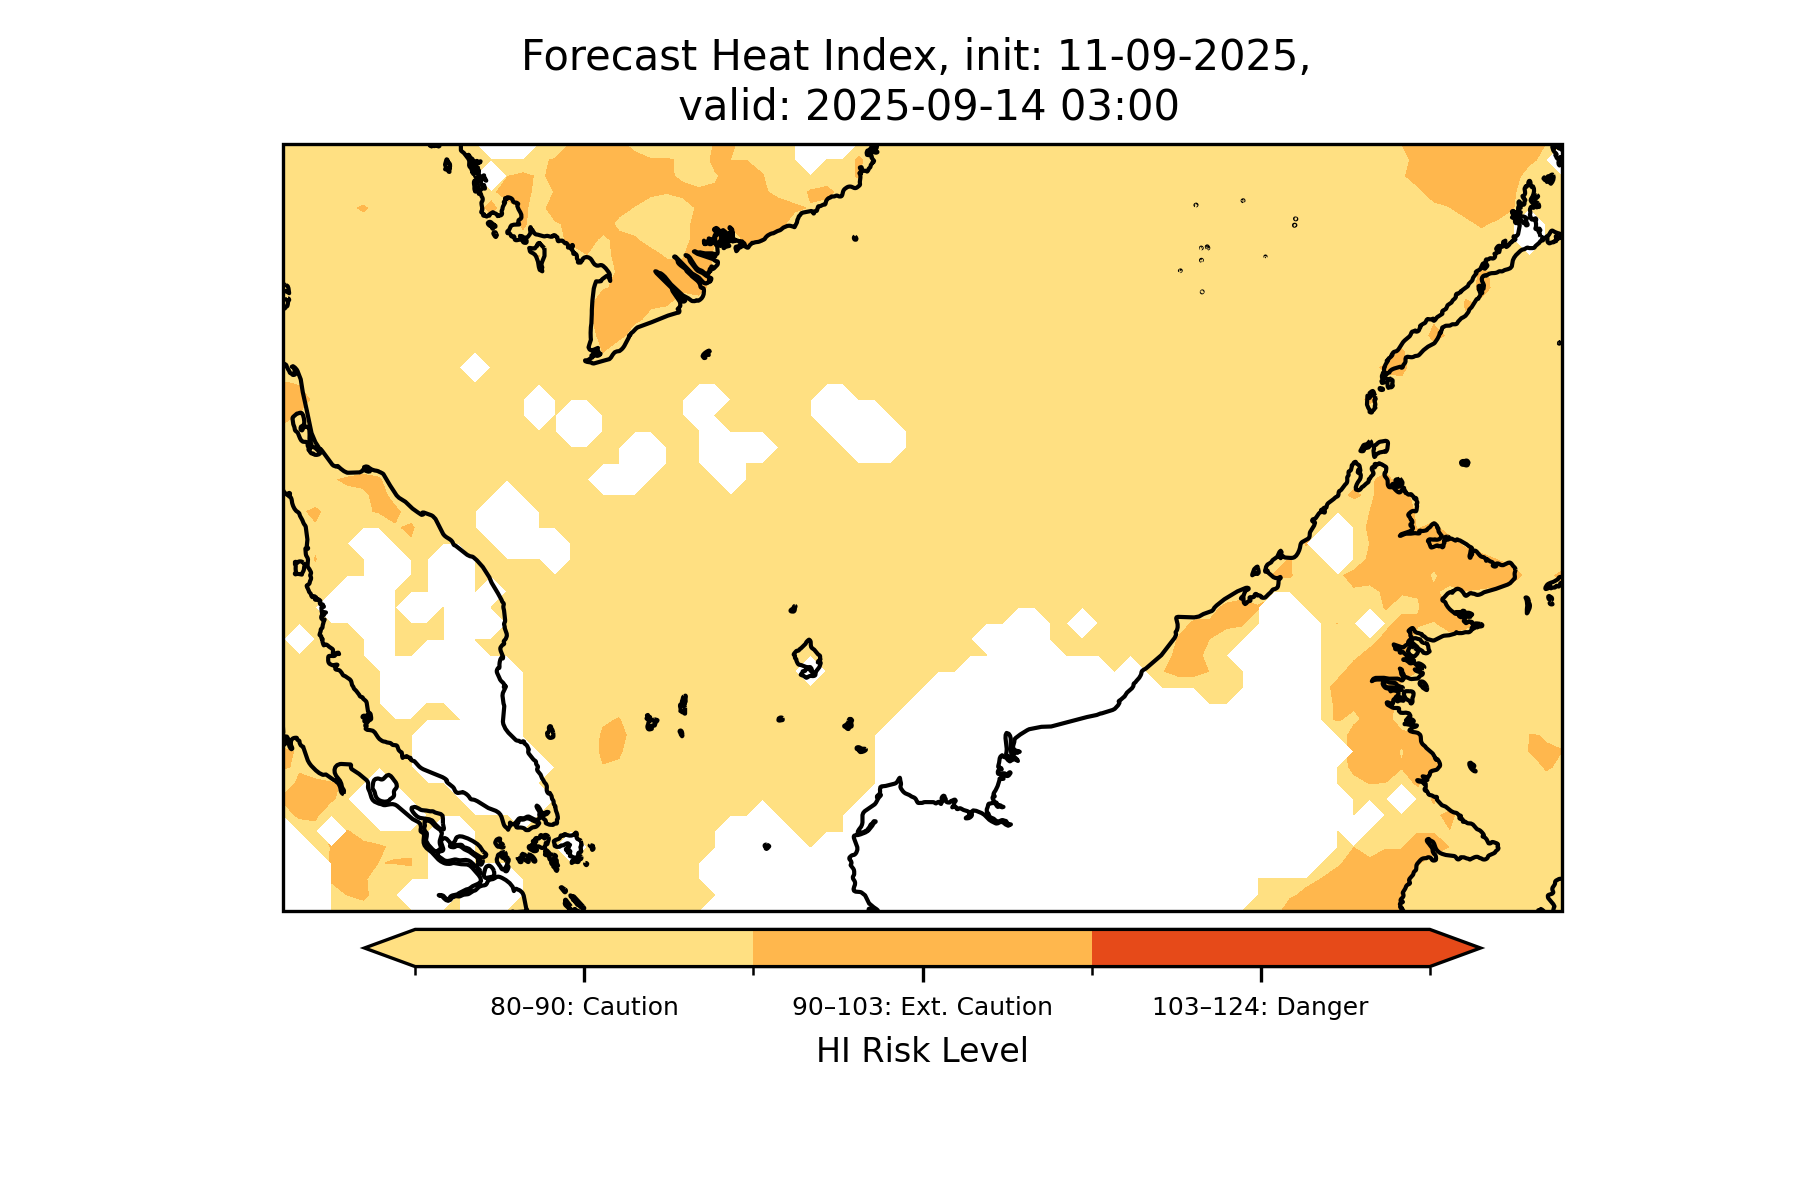 Forecast Heat Index, init: 11-09-2025,
valid: 2025-09-14 03:00
80–90: Caution
90–103: Ext. Caution
103–124: Danger
HI Risk Level